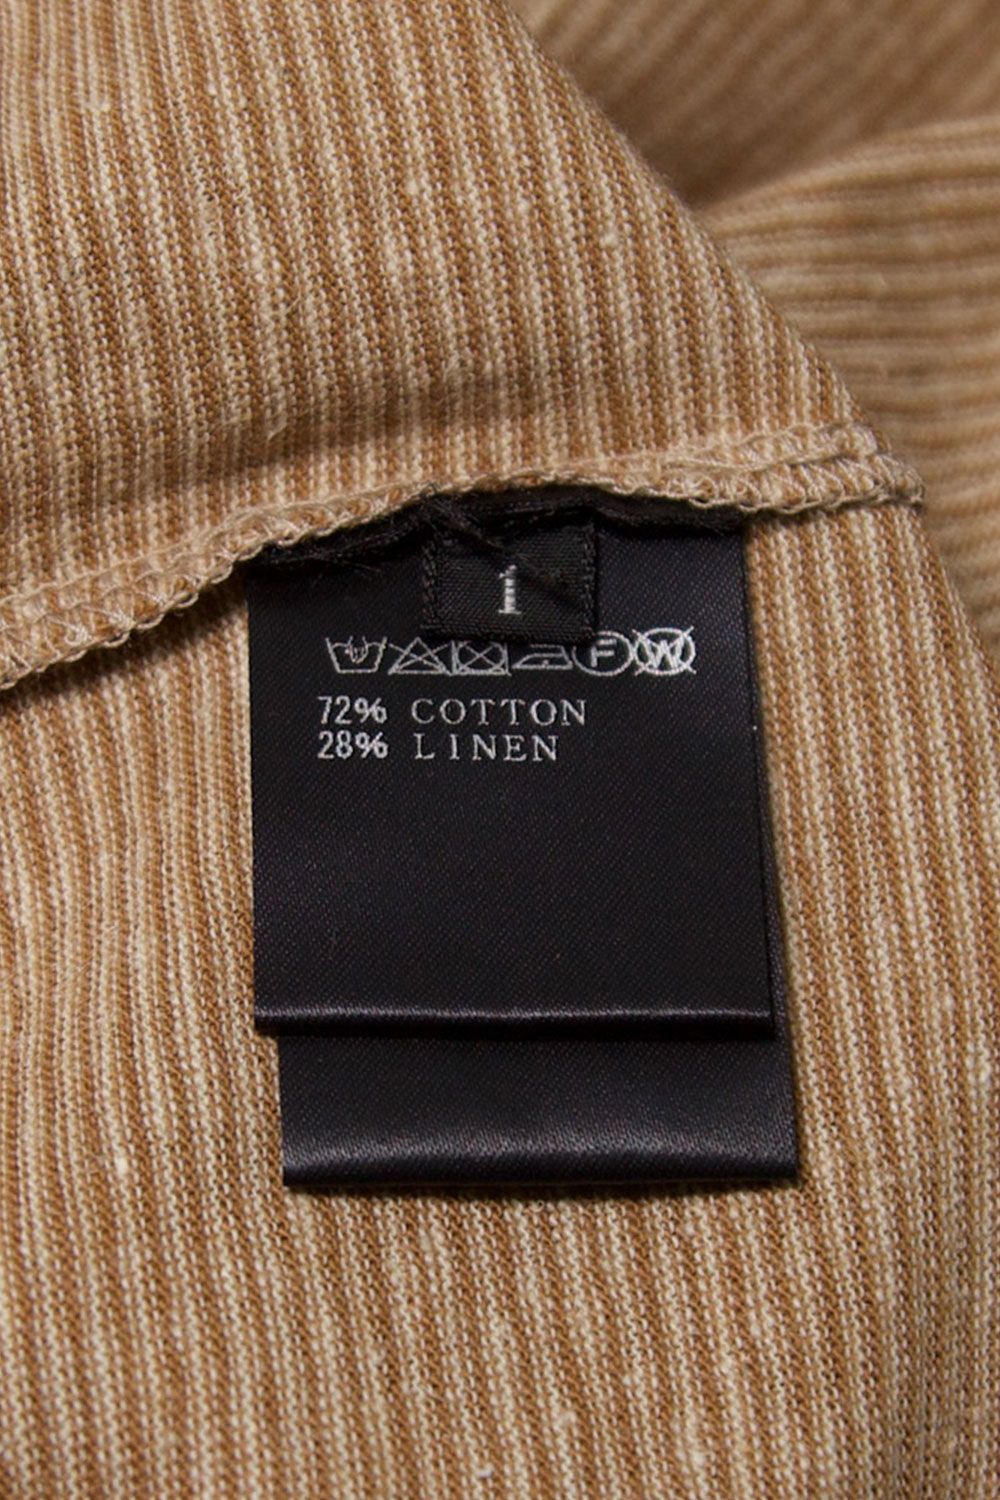 1
F W
72% COTTON
28% LINEN